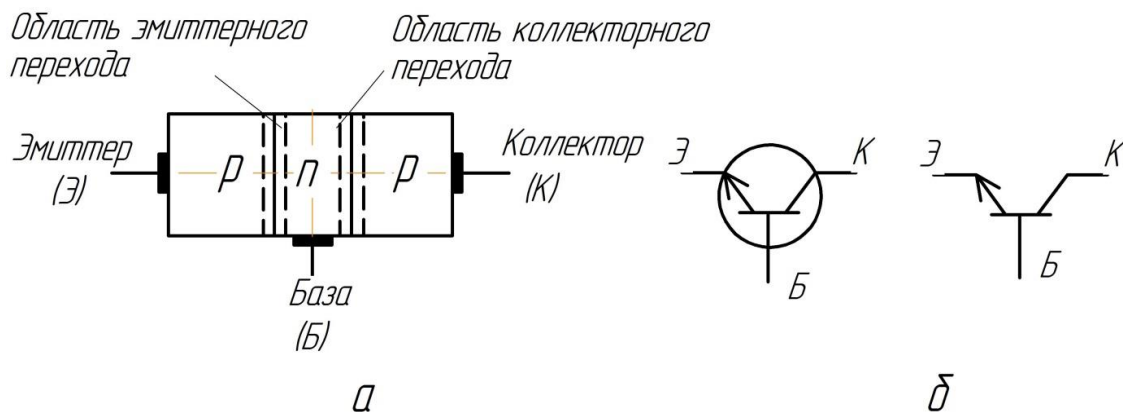 Область эмиттерного
перехода
Область коллекторного
перехода
Эмиттер
(Э)
p
n
p
Коллектор
(К)
База
(Б)
а
Э
К
Б
Э
К
Б
б